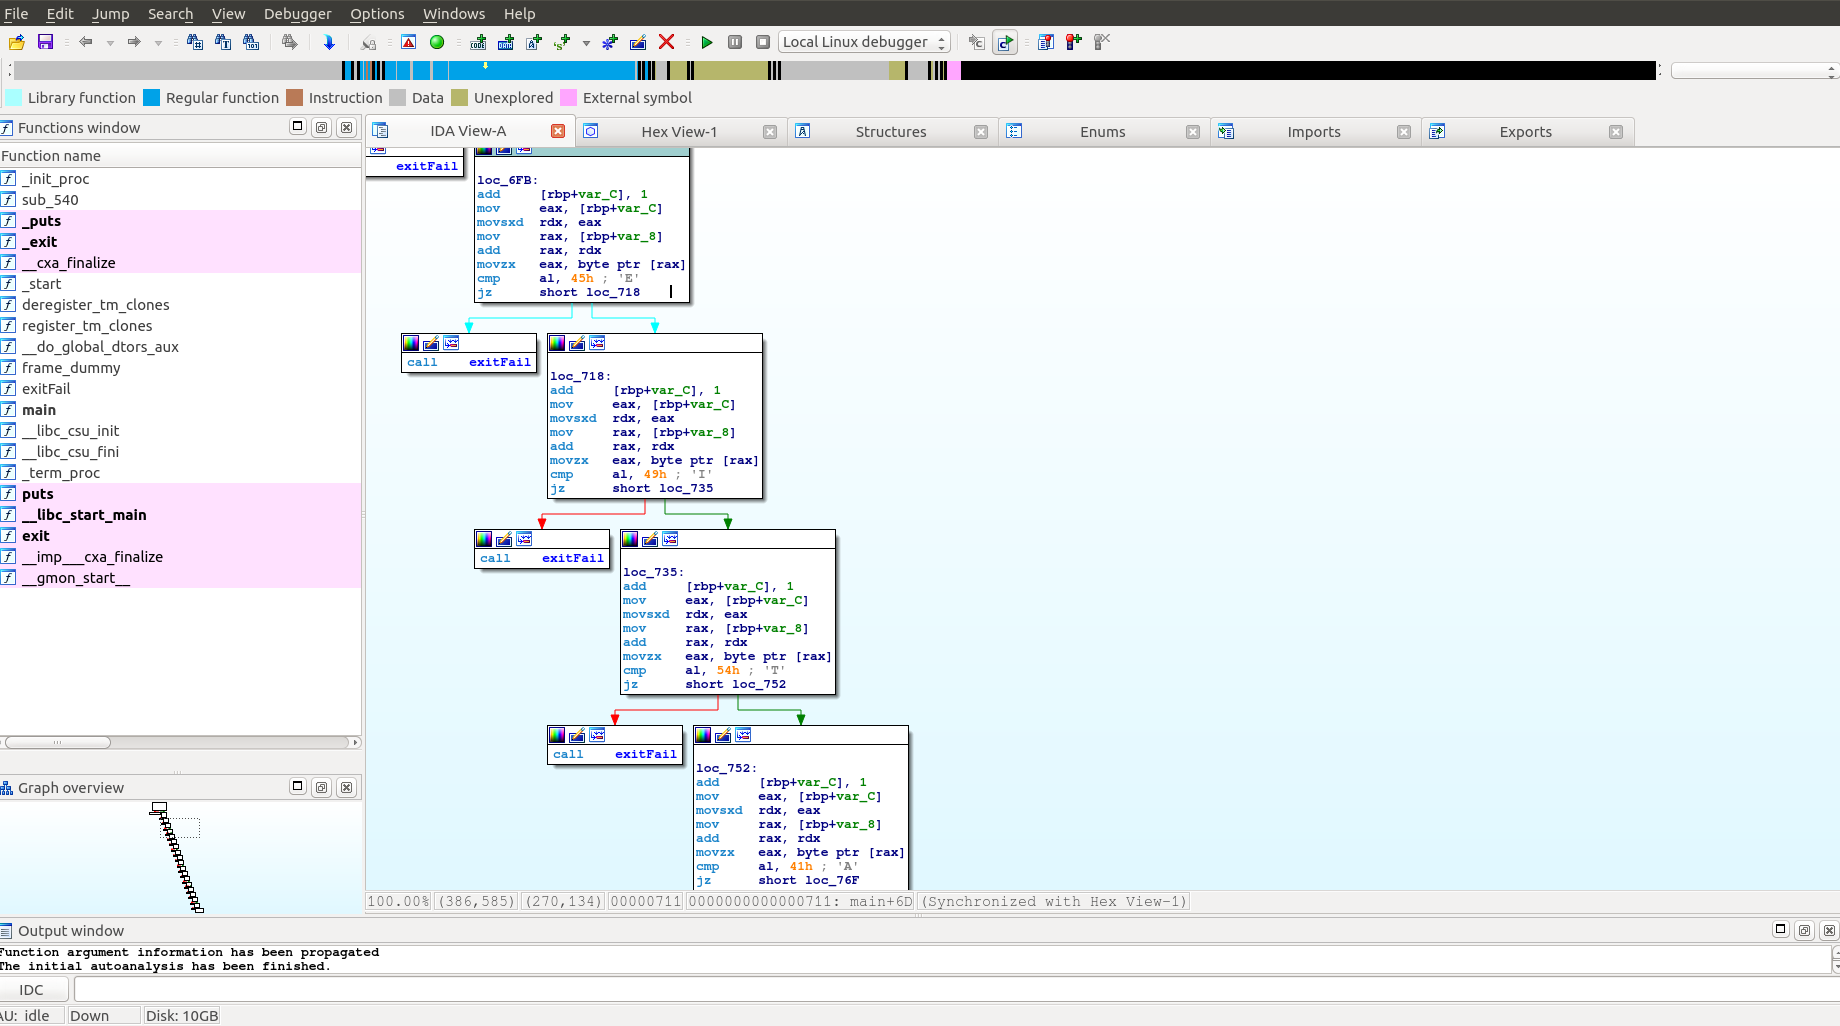 File Edit Jump Search View Debugger Options Windows Help
Local Linux debugger
Library function Regular function Instruction Data Unexplored External symbol
Functions window
IDA View-A Hex View-1 Structures Enums Imports Exports
Function name
_init_proc
sub_540
_puts
_exit
__cxa_finalize
_start
deregister_tm_clones
register_tm_clones
__do_global_dtors_aux
frame_dummy
exitFail
main
__libc_csu_init
__libc_csu_fini
_term_proc
puts
__libc_start_main
exit
__imp___cxa_finalize
__gmon_start__
Graph overview
exitFail
loc_6FB:
add [rbp+var_C], 1
mov eax, [rbp+var_C]
movsxd rdx, eax
mov rax, [rbp+var_8]
add rax, rdx
movzx eax, byte ptr [rax]
cmp al, 45h ; 'E'
jz short loc_718
call exitFail
loc_718:
add [rbp+var_C], 1
mov eax, [rbp+var_C]
movsxd rdx, eax
mov rax, [rbp+var_8]
add rax, rdx
movzx eax, byte ptr [rax]
cmp al, 49h ; 'I'
jz short loc_735
call exitFail
loc_735:
add [rbp+var_C], 1
mov eax, [rbp+var_C]
movsxd rdx, eax
mov rax, [rbp+var_8]
add rax, rdx
movzx eax, byte ptr [rax]
cmp al, 54h ; 'T'
jz short loc_752
call exitFail
loc_752:
add [rbp+var_C], 1
mov eax, [rbp+var_C]
movsxd rdx, eax
mov rax, [rbp+var_8]
add rax, rdx
movzx eax, byte ptr [rax]
cmp al, 41h ; 'A'
jz short loc_76F
100.00% (386,585) (270,134) 00000711 0000000000000711: main+6D (Synchronized with Hex View-1)
Output window
Function argument information has been propagated
The initial autoanalysis has been finished.
IDC
AU: idle Down Disk: 10GB